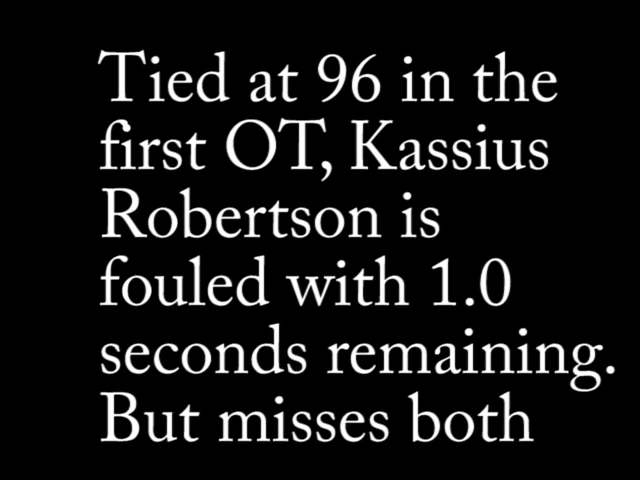 Tied at 96 in the
first OT, Kassius
Robertson is
fouled with 1.0
seconds remaining.
But misses both